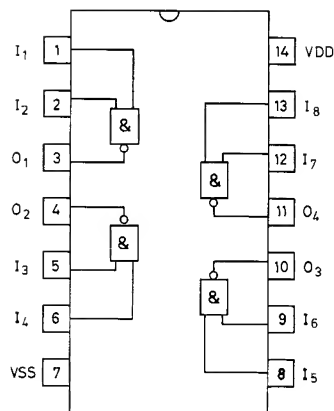 I1 1 14 VDD
I2 2 13 I8
&
O1 3 12 I7
&
O2 4 11 O4
&
I3 5 10 O3
&
I4 6 9 I6
VSS 7 8 I5